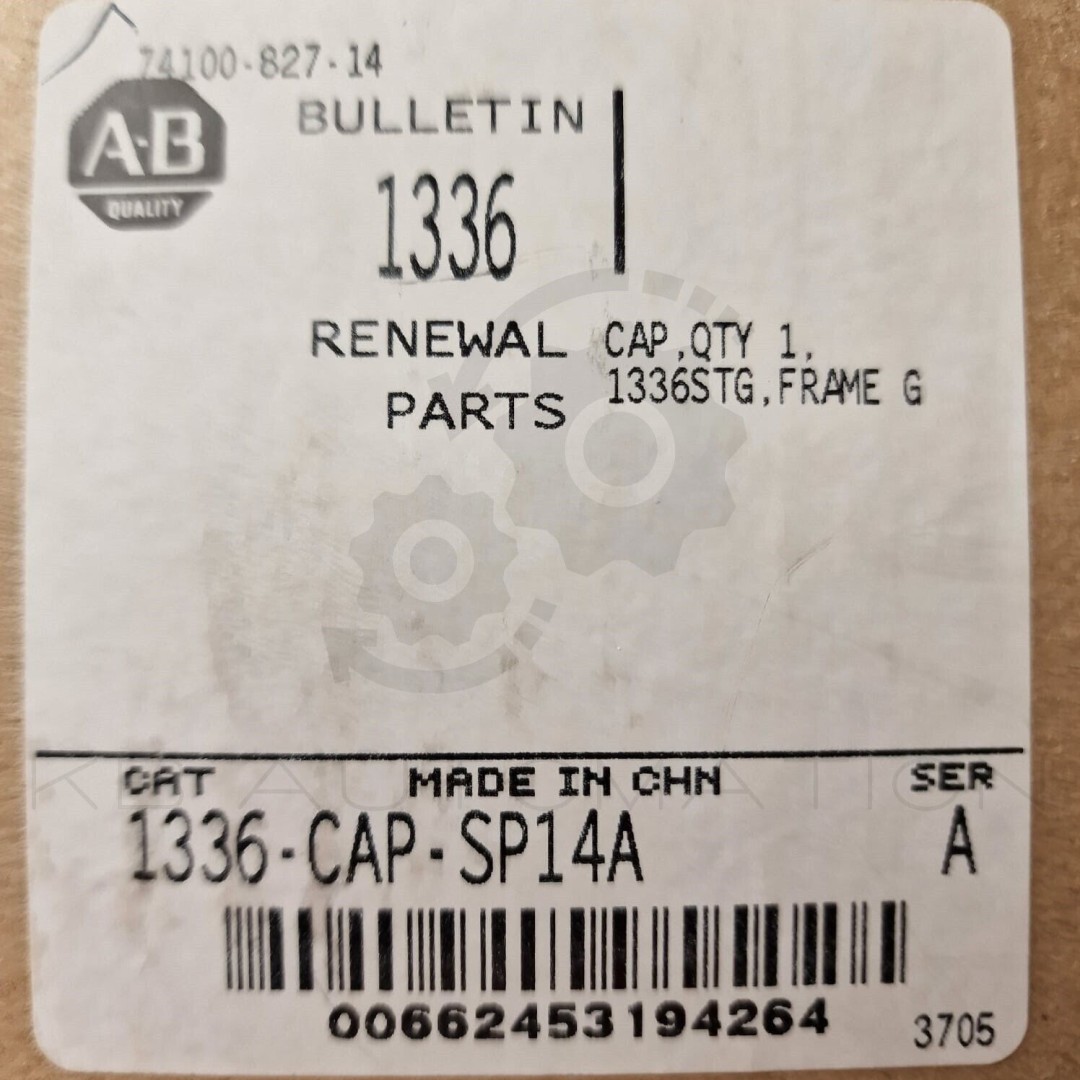 74100-827-14
A-B
QUALITY
BULLETIN
1336
RENEWAL
PARTS
CAP,QTY 1,
1336STG,FRAME G
CAT
MADE IN CHN
SER
1336-CAP-SP14A
A
00662453194264
3705
AUTOMATION